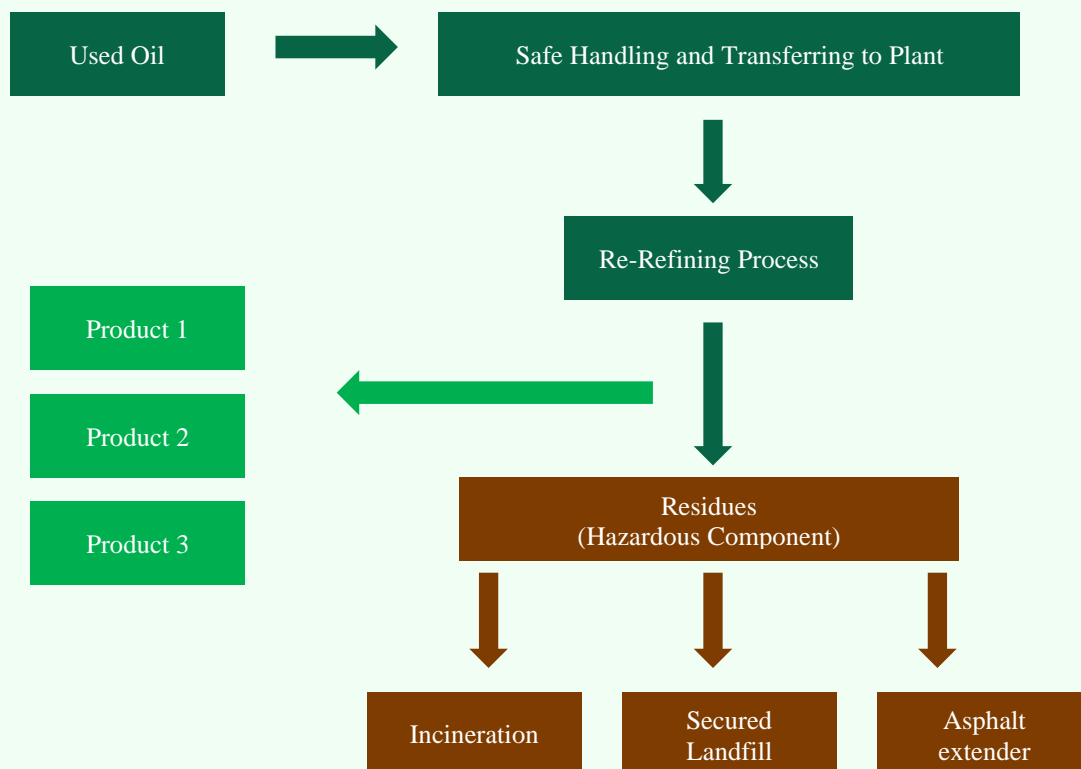 Used Oil
Safe Handling and Transferring to Plant
Re-Refining Process
Product 1
Product 2
Product 3
Residues
(Hazardous Component)
Incineration
Secured
Landfill
Asphalt
extender